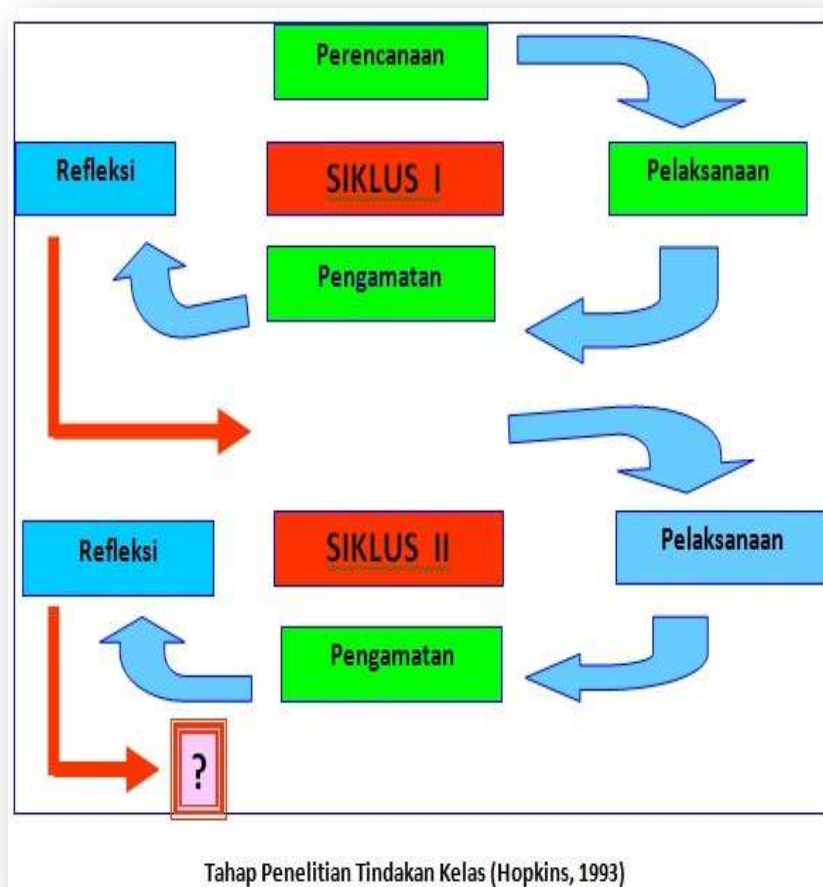 Perencanaan
Refleksi
SIKLUS I
Pelaksanaan
Pengamatan
Refleksi
SIKLUS II
Pelaksanaan
Pengamatan
?
Tahap Penelitian Tindakan Kelas (Hopkins, 1993)